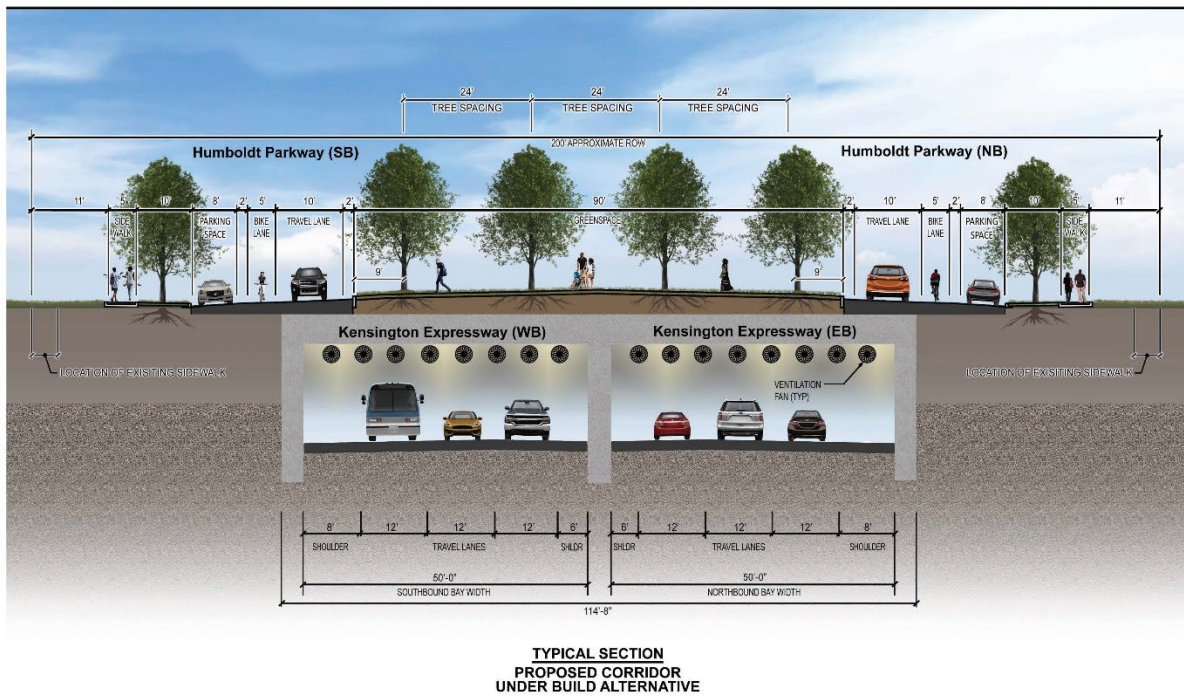 24' 24' 24'
TREE SPACING TREE SPACING TREE SPACING
200' APPROXIMATE ROW
Humboldt Parkway (SB) Humboldt Parkway (NB)
11' 5' 10' 8' 2' 5' 10' 2' 90' 2' 10' 5' 2' 8' 10' 5' 11'
SIDE WALK PARKING SPACE BIKE LANE TRAVEL LANE GREENSPACE TRAVEL LANE BIKE LANE PARKING SPACE SIDE WALK
9' 9'
Kensington Expressway (WB) Kensington Expressway (EB)
LOCATION OF EXISITING SIDEWALK LOCATION OF EXISITING SIDEWALK
VENTILATION
FAN (TYP)
8' 12' 12' 12' 6' 6' 12' 12' 12' 8'
SHOULDER TRAVEL LANES SHLDR SHLDR TRAVEL LANES SHOULDER
50'-0" 50'-0"
SOUTHBOUND BAY WIDTH NORTHBOUND BAY WIDTH
114'-8"
TYPICAL SECTION
PROPOSED CORRIDOR
UNDER BUILD ALTERNATIVE